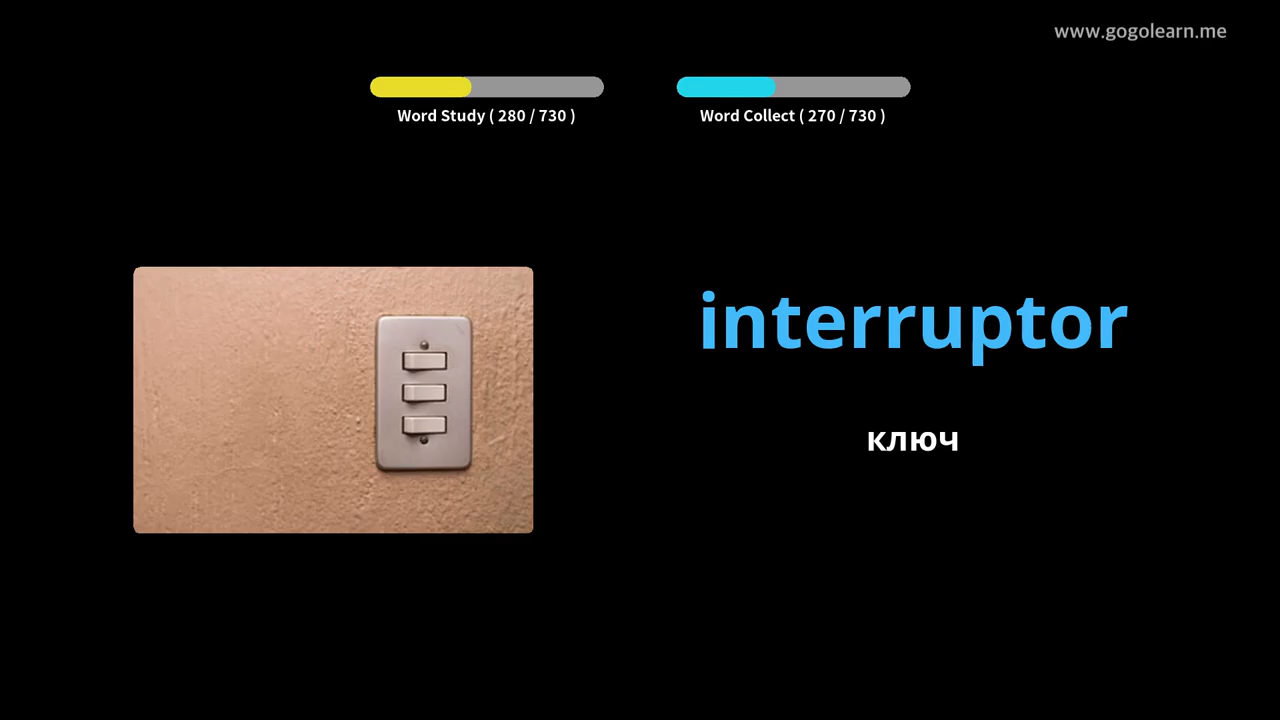 www.gogolearn.me
Word Study ( 280 / 730 )
Word Collect ( 270 / 730 )
interruptor
ключ